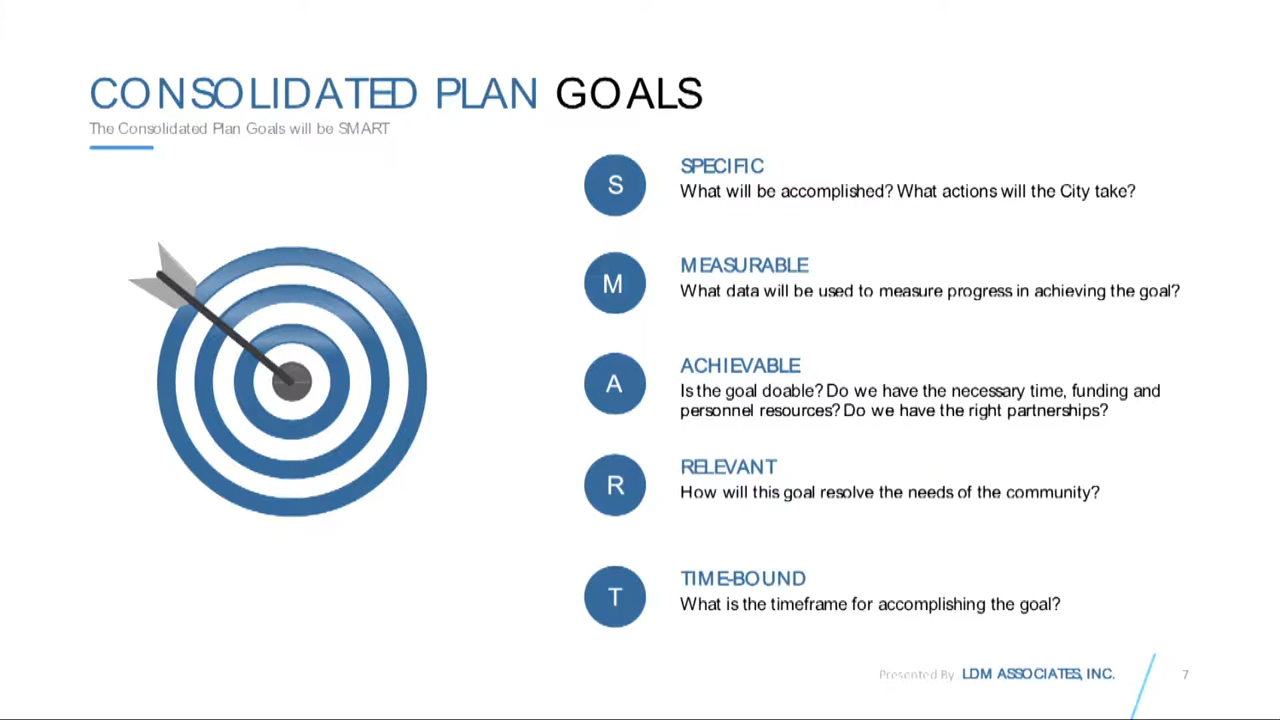 CONSOLIDATED PLAN GOALS
The Consolidated Plan Goals will be SMART
S
SPECIFIC
What will be accomplished? What actions will the City take?
M
MEASURABLE
What data will be used to measure progress in achieving the goal?
A
ACHIEVABLE
Is the goal doable? Do we have the necessary time, funding and
personnel resources? Do we have the right partnerships?
R
RELEVANT
How will this goal resolve the needs of the community?
T
TIME-BOUND
What is the timeframe for accomplishing the goal?
Presented By LDM ASSOCIATES, INC. 7